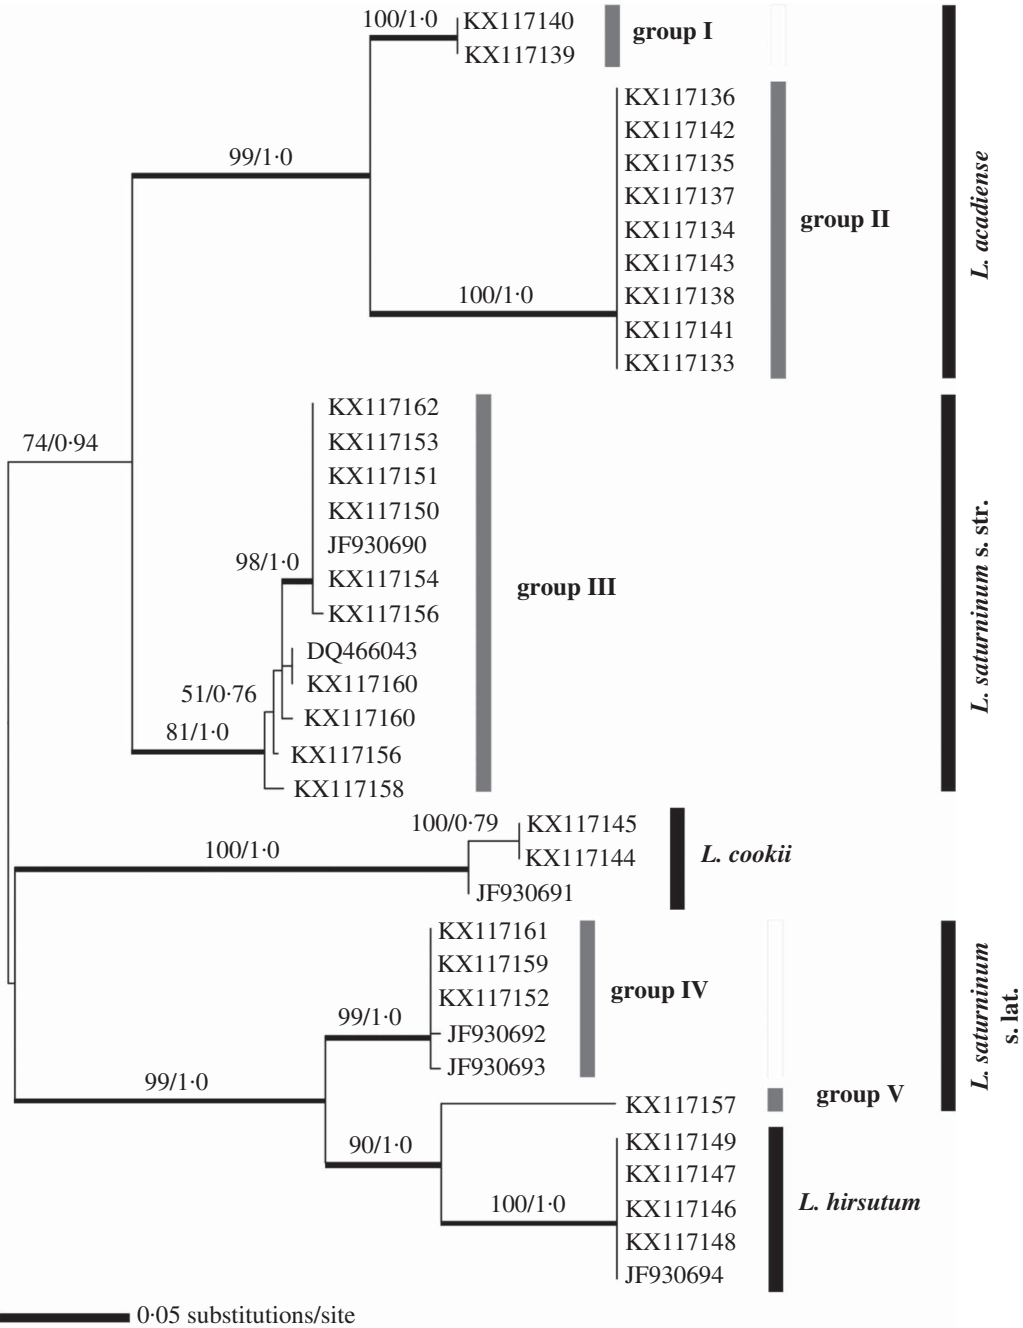 100/1·0
KX117140
KX117139
group I
KX117136
KX117142
KX117135
KX117137
KX117134
KX117143
KX117138
KX117141
KX117133
group II
99/1·0
100/1·0
L. acadiense
74/0·94
KX117162
KX117153
KX117151
KX117150
JF930690
KX117154
KX117156
98/1·0
group III
DQ466043
KX117160
KX117160
51/0·76
81/1·0
KX117156
KX117158
L. saturninum s. str.
100/0·79
KX117145
KX117144
JF930691
100/1·0
L. cookii
KX117161
KX117159
KX117152
JF930692
JF930693
99/1·0
group IV
99/1·0
KX117157
group V
L. saturninum
s. lat.
90/1·0
KX117149
KX117147
KX117146
KX117148
JF930694
100/1·0
L. hirsutum
0·05 substitutions/site